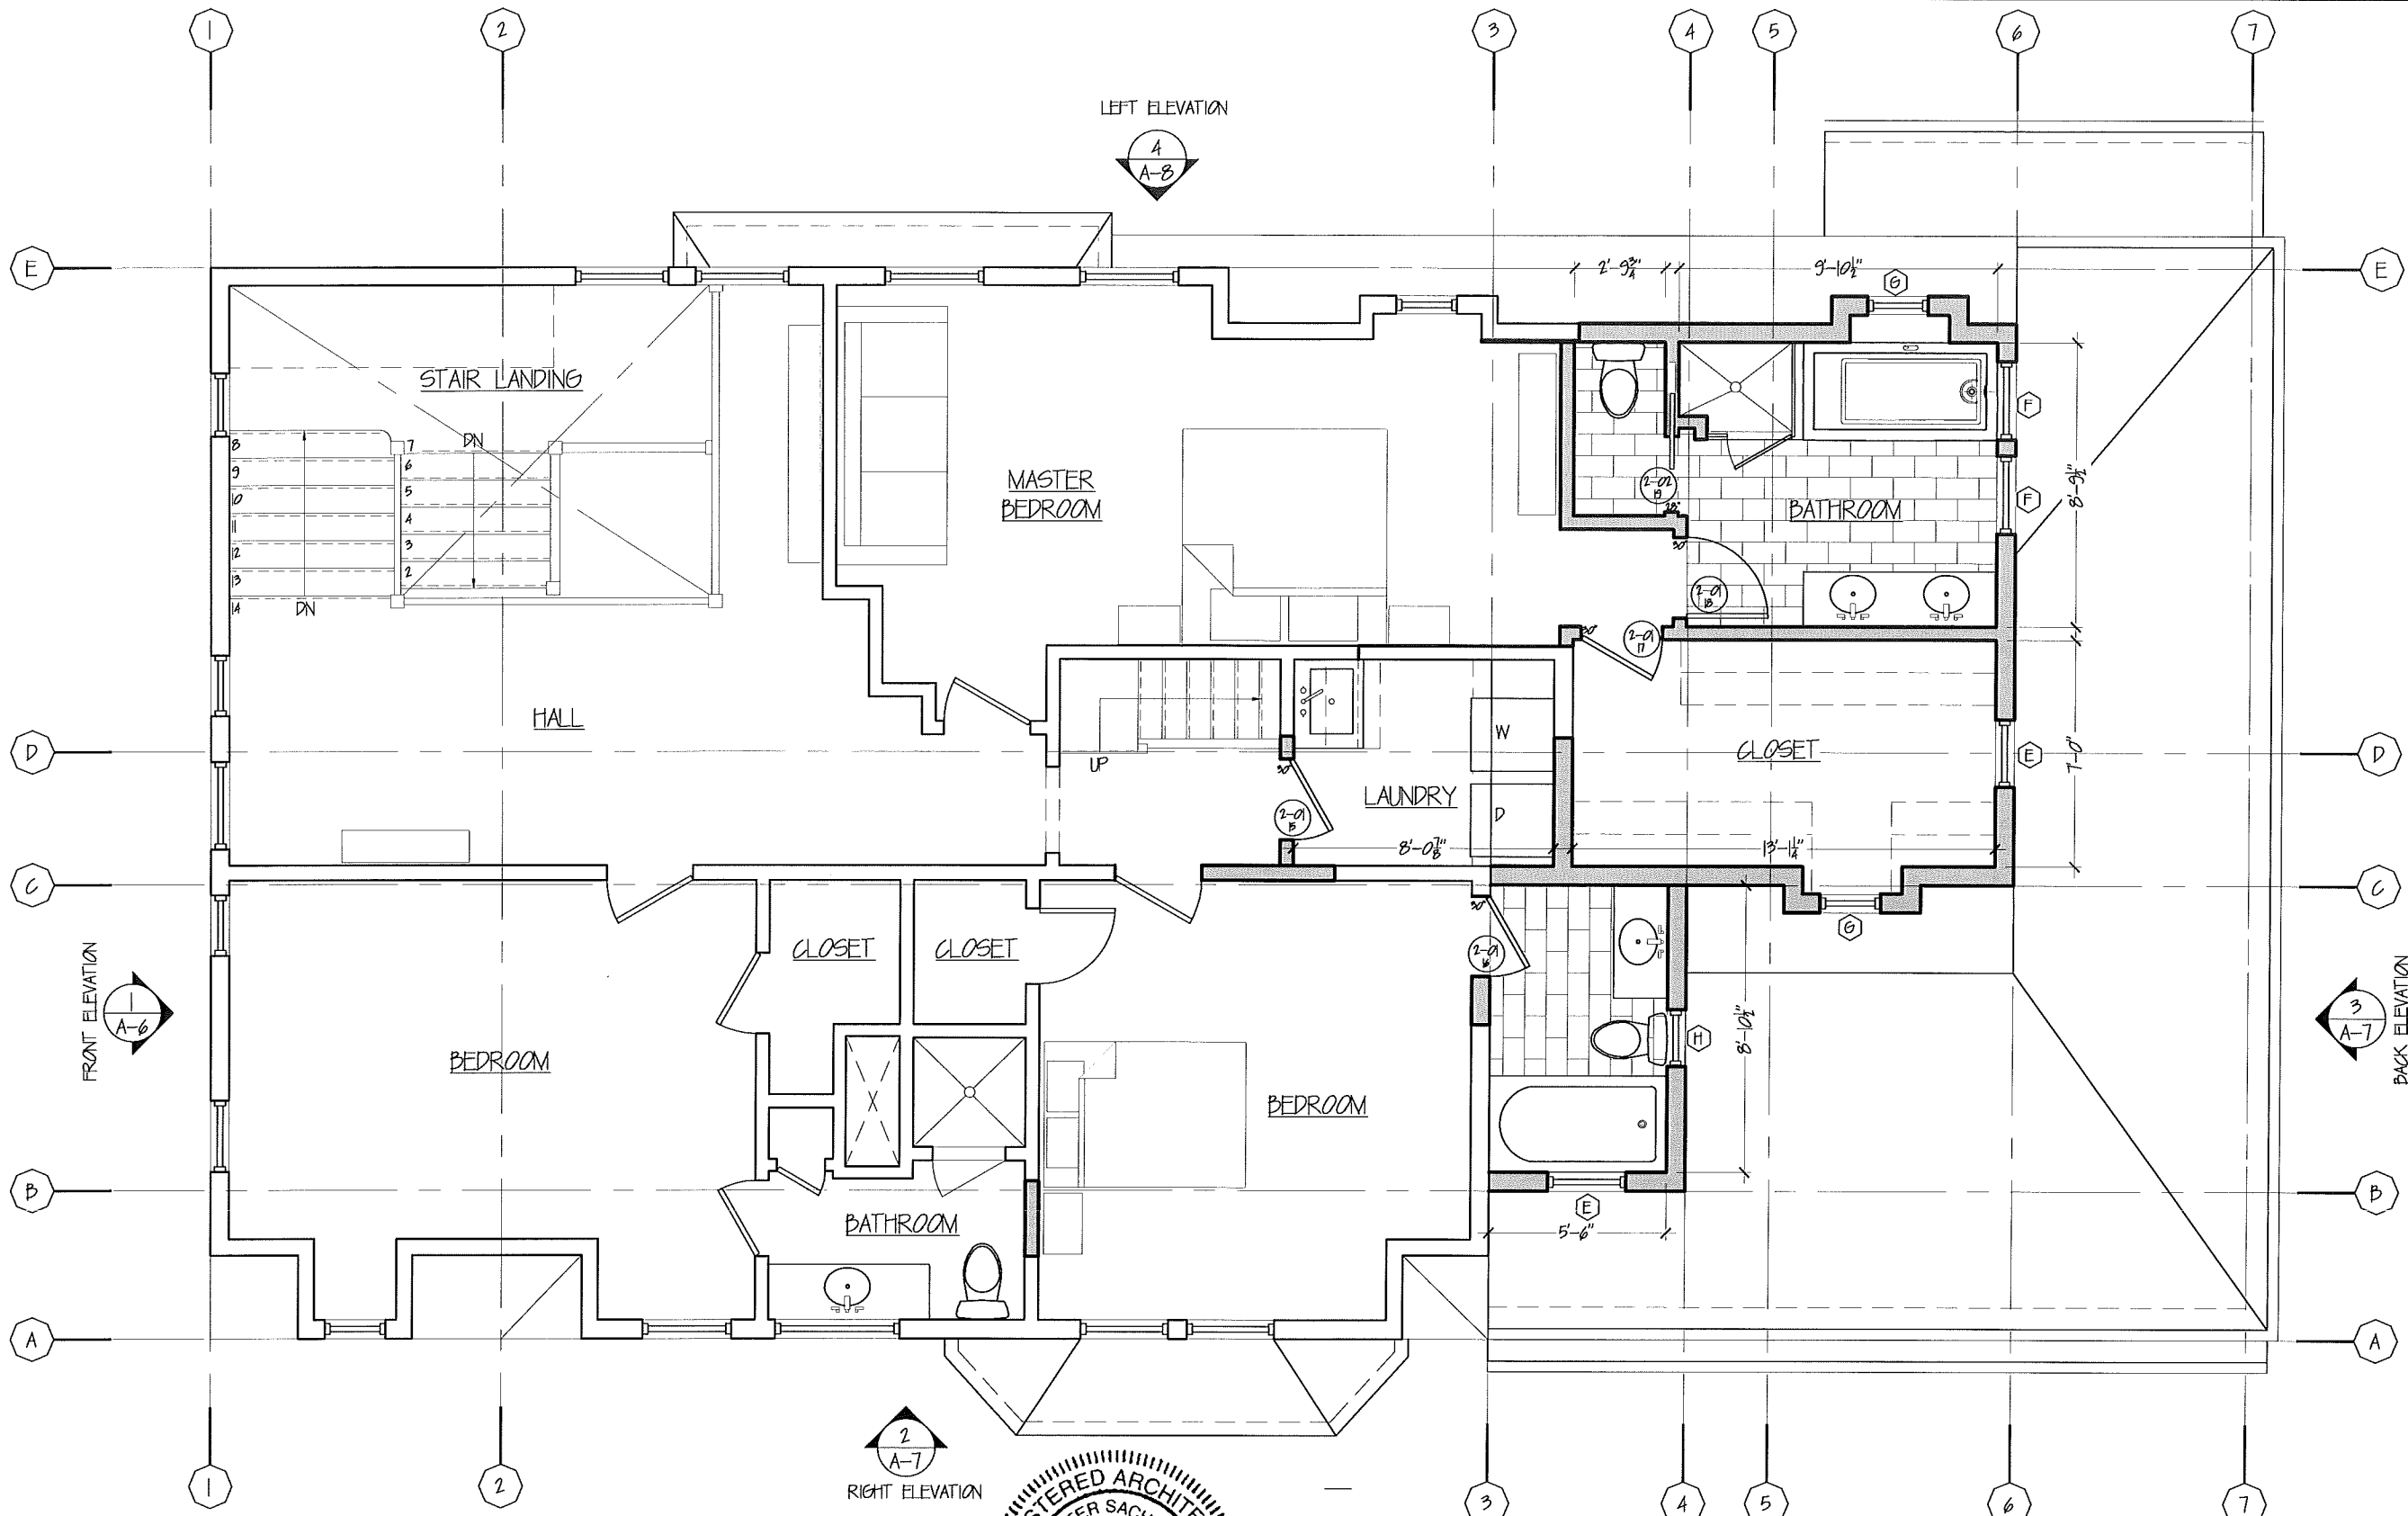 1 2 3 4 5 6 7
LEFT ELEVATION
4
A-8
E
E
2'-9¾"
9'-10½"
G
STAIR LANDING
F
8
9
10
11
12
13
14
DN
7
6
5
4
3
2
DN
MASTER
BEDROOM
2-02
19
28"
BATHROOM
F
8'-9½"
30"
2-01
18
30"
2-01
17
HALL
D
D
UP
30"
2-01
15
LAUNDRY
W
D
CLOSET
E
7'-0"
8'-0⅞"
13'-1¼"
C
C
G
FRONT ELEVATION
1
A-6
CLOSET
CLOSET
30"
2-01
16
BEDROOM
X
BEDROOM
H
8'-10½"
3
A-7
BACK ELEVATION
B
B
BATHROOM
E
5'-6"
A
A
2
A-7
RIGHT ELEVATION
1 2 3 4 5 6 7